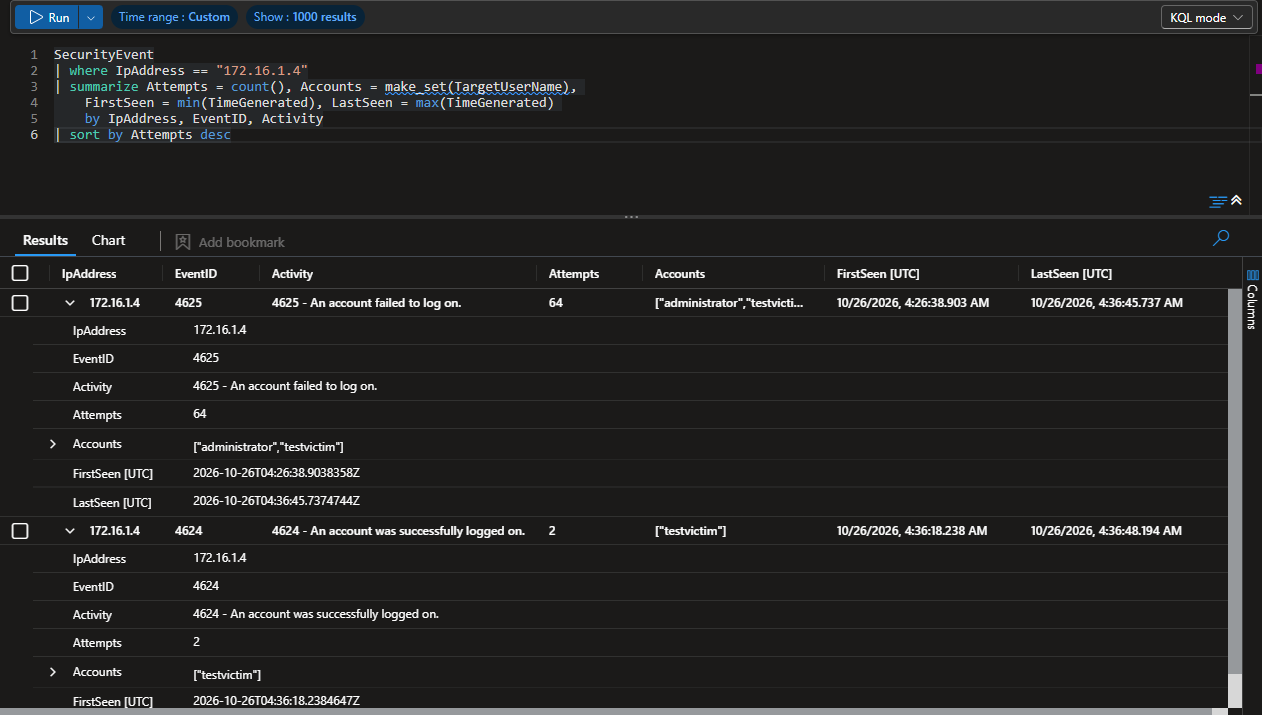 Run
Time range : Custom
Show : 1000 results
KQL mode
1 SecurityEvent
2 | where IpAddress == "172.16.1.4"
3 | summarize Attempts = count(), Accounts = make_set(TargetUserName),
4 FirstSeen = min(TimeGenerated), LastSeen = max(TimeGenerated)
5 by IpAddress, EventID, Activity
6 | sort by Attempts desc
Results Chart Add bookmark
IpAddress EventID Activity Attempts Accounts FirstSeen [UTC] LastSeen [UTC]
Columns
172.16.1.4 4625 4625 - An account failed to log on. 64 ["administrator","testvicti... 10/26/2026, 4:26:38.903 AM 10/26/2026, 4:36:45.737 AM
IpAddress 172.16.1.4
EventID 4625
Activity 4625 - An account failed to log on.
Attempts 64
Accounts ["administrator","testvictim"]
FirstSeen [UTC] 2026-10-26T04:26:38.9038358Z
LastSeen [UTC] 2026-10-26T04:36:45.7374744Z
172.16.1.4 4624 4624 - An account was successfully logged on. 2 ["testvictim"] 10/26/2026, 4:36:18.238 AM 10/26/2026, 4:36:48.194 AM
IpAddress 172.16.1.4
EventID 4624
Activity 4624 - An account was successfully logged on.
Attempts 2
Accounts ["testvictim"]
FirstSeen [UTC] 2026-10-26T04:36:18.2384647Z